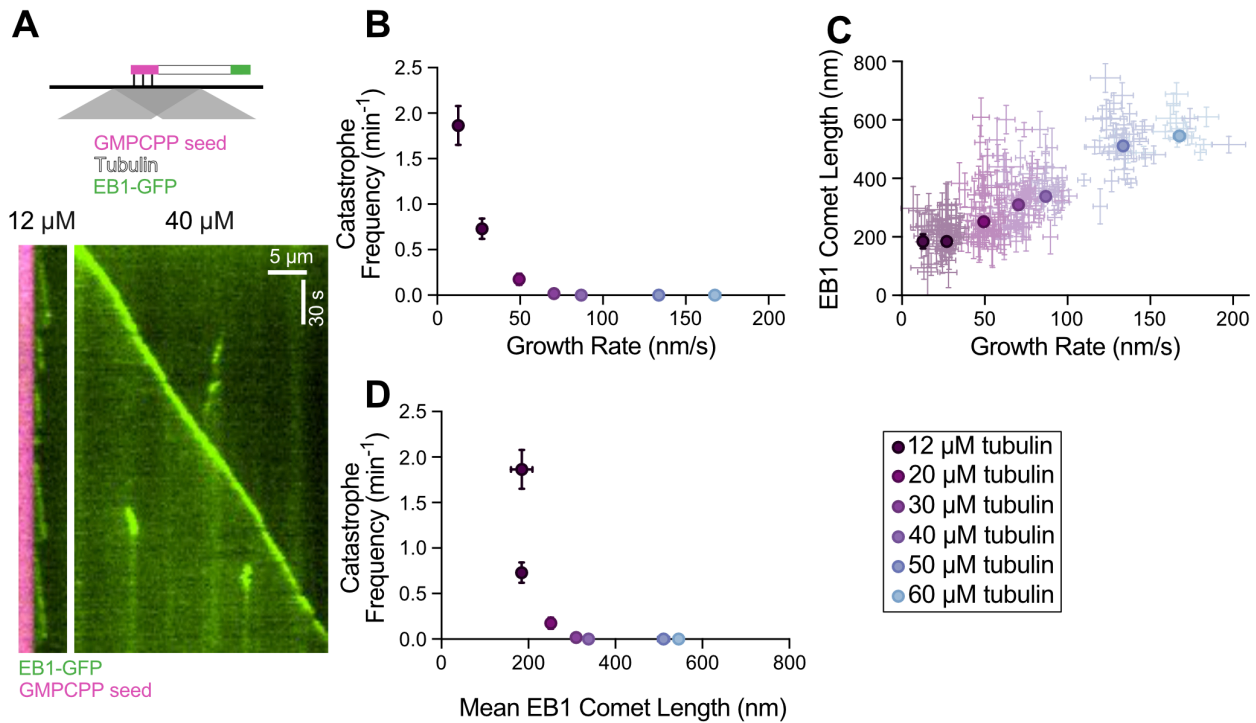 A
GMPCPP seed
Tubulin
EB1-GFP
12 µM
40 µM
5 µm
30 s
EB1-GFP
GMPCPP seed
B
Catastrophe
Frequency (min⁻¹)
2.5
2.0
1.5
1.0
0.5
0.0
0
50
100
150
200
Growth Rate (nm/s)
C
EB1 Comet Length (nm)
800
600
400
200
0
0
50
100
150
200
Growth Rate (nm/s)
D
Catastrophe
Frequency (min⁻¹)
2.5
2.0
1.5
1.0
0.5
0.0
0
200
400
600
800
Mean EB1 Comet Length (nm)
12 µM tubulin
20 µM tubulin
30 µM tubulin
40 µM tubulin
50 µM tubulin
60 µM tubulin